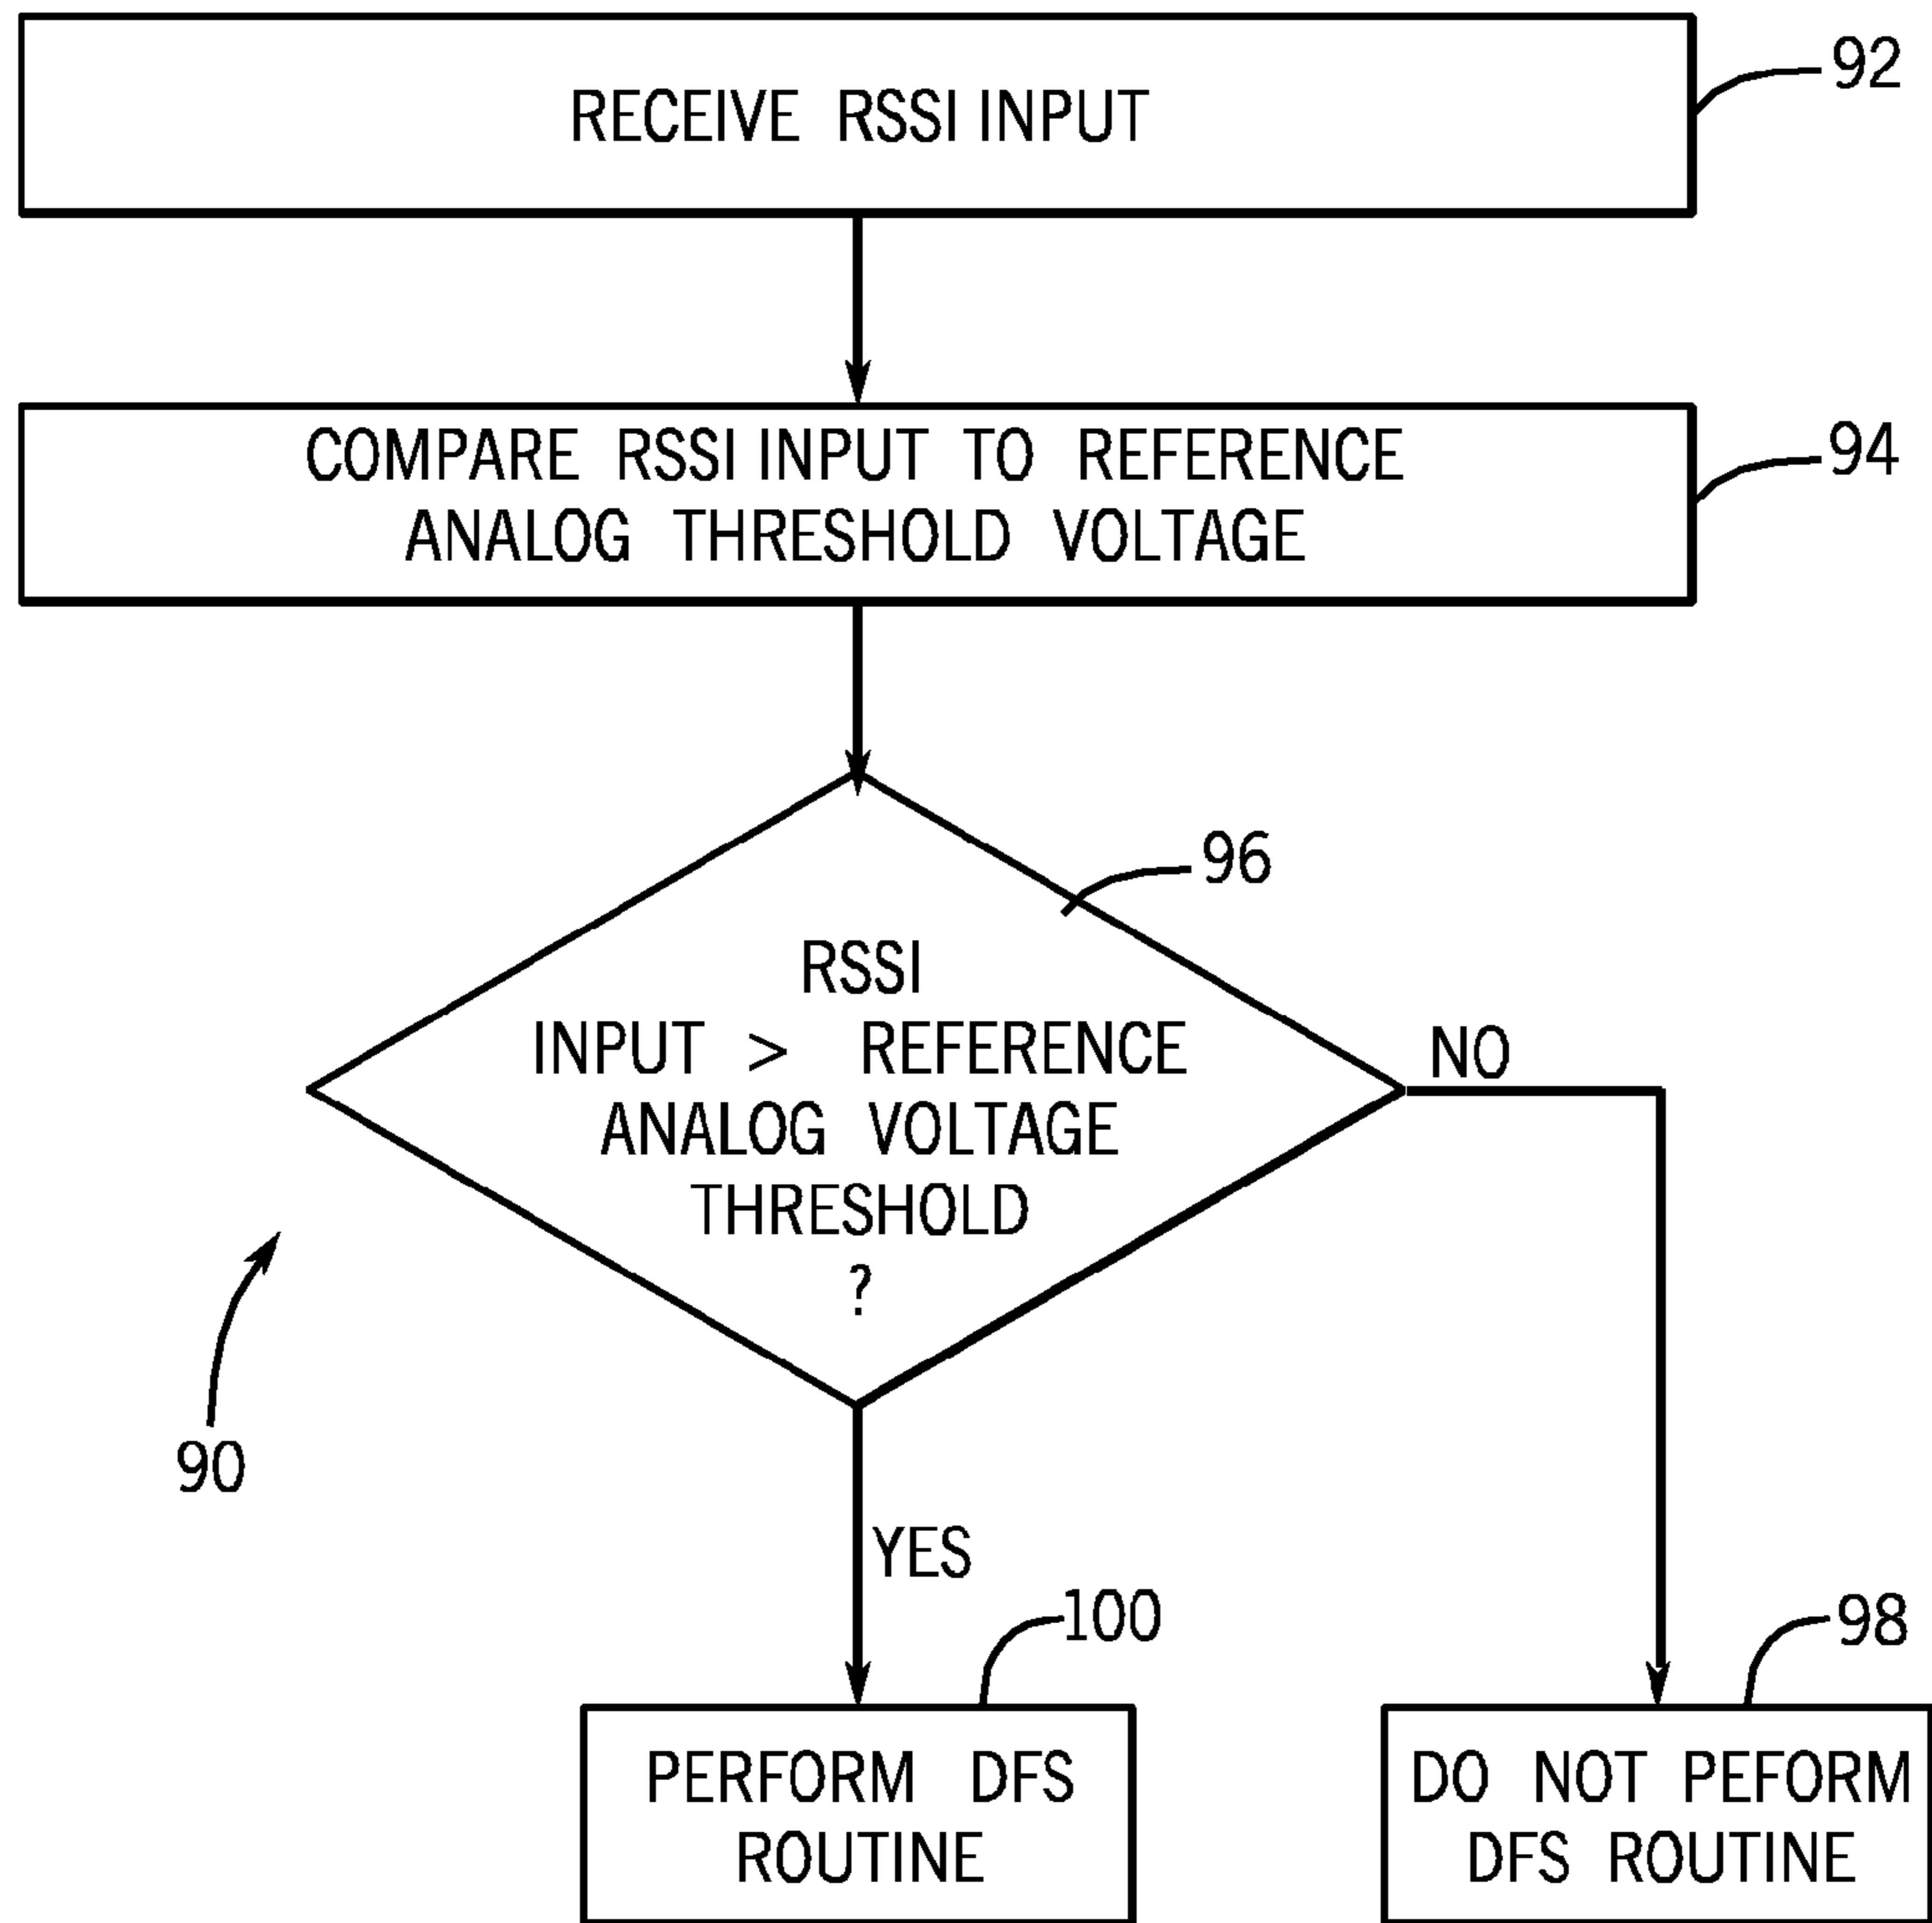 RECEIVE RSSI INPUT
92
COMPARE RSSI INPUT TO REFERENCE
ANALOG THRESHOLD VOLTAGE
94
96
RSSI
INPUT > REFERENCE
ANALOG VOLTAGE
THRESHOLD
?
NO
90
YES
100
98
PERFORM DFS
ROUTINE
DO NOT PEFORM
DFS ROUTINE